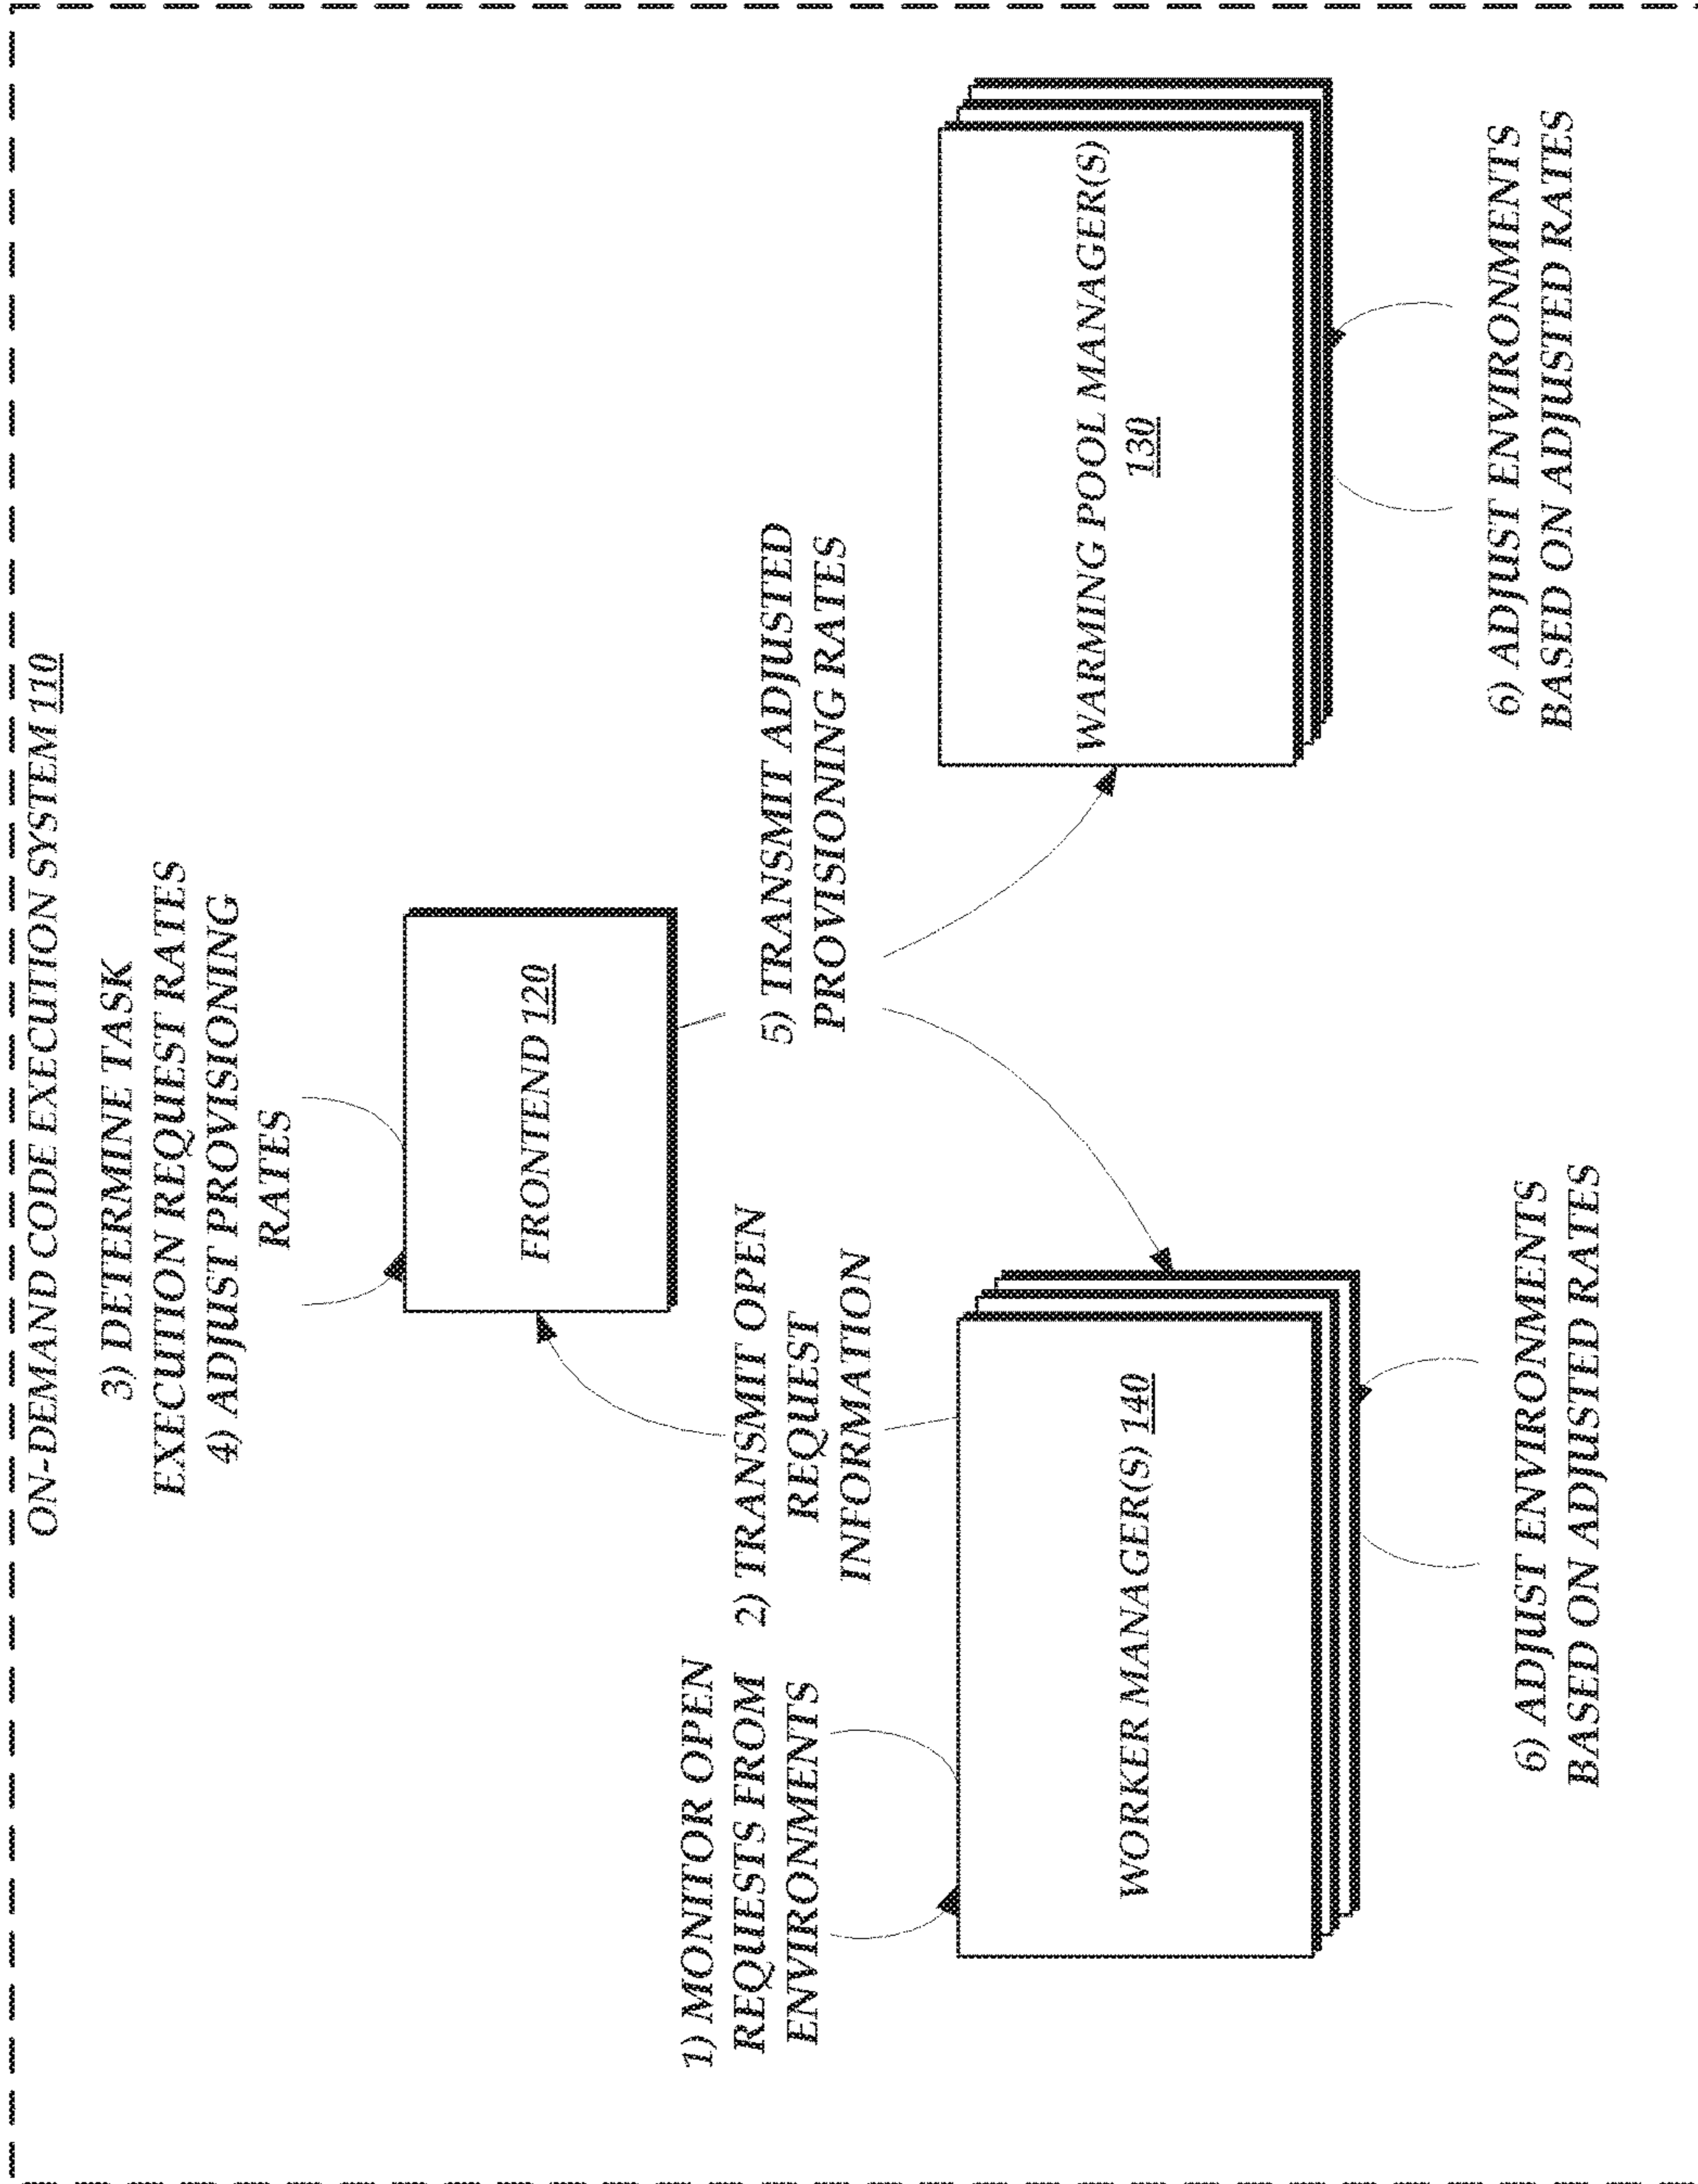 ON-DEMAND CODE EXECUTION SYSTEM 110
3) DETERMINE TASK
EXECUTION REQUEST RATES
4) ADJUST PROVISIONING
RATES
FRONTEND 120
1) MONITOR OPEN
REQUESTS FROM
ENVIRONMENTS
2) TRANSMIT OPEN
REQUEST
INFORMATION
5) TRANSMIT ADJUSTED
PROVISIONING RATES
WORKER MANAGER(S) 140
WARMING POOL MANAGER(S)
130
6) ADJUST ENVIRONMENTS
BASED ON ADJUSTED RATES
6) ADJUST ENVIRONMENTS
BASED ON ADJUSTED RATES